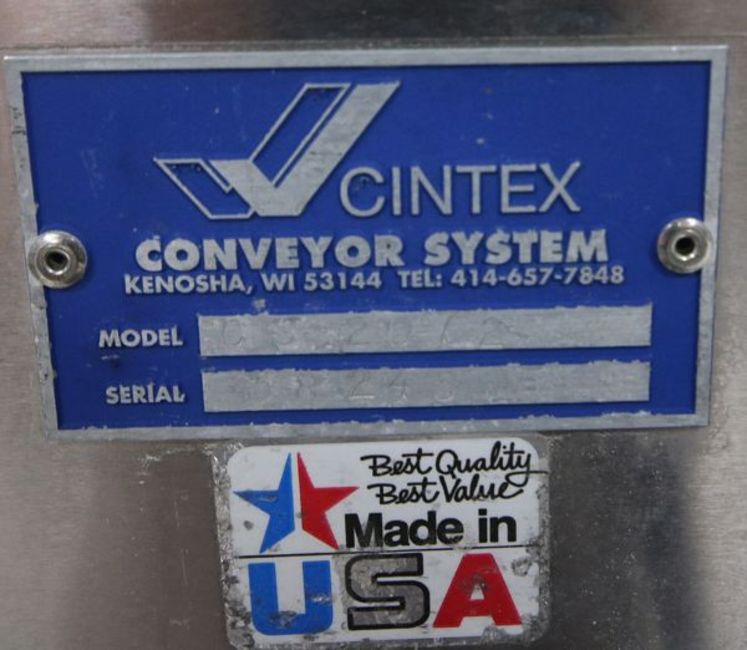 CINTEX
CONVEYOR SYSTEM
KENOSHA, WI 53144 TEL: 414-657-7848
MODEL
SERIAL
Best Quality
Best Value
Made in
USA